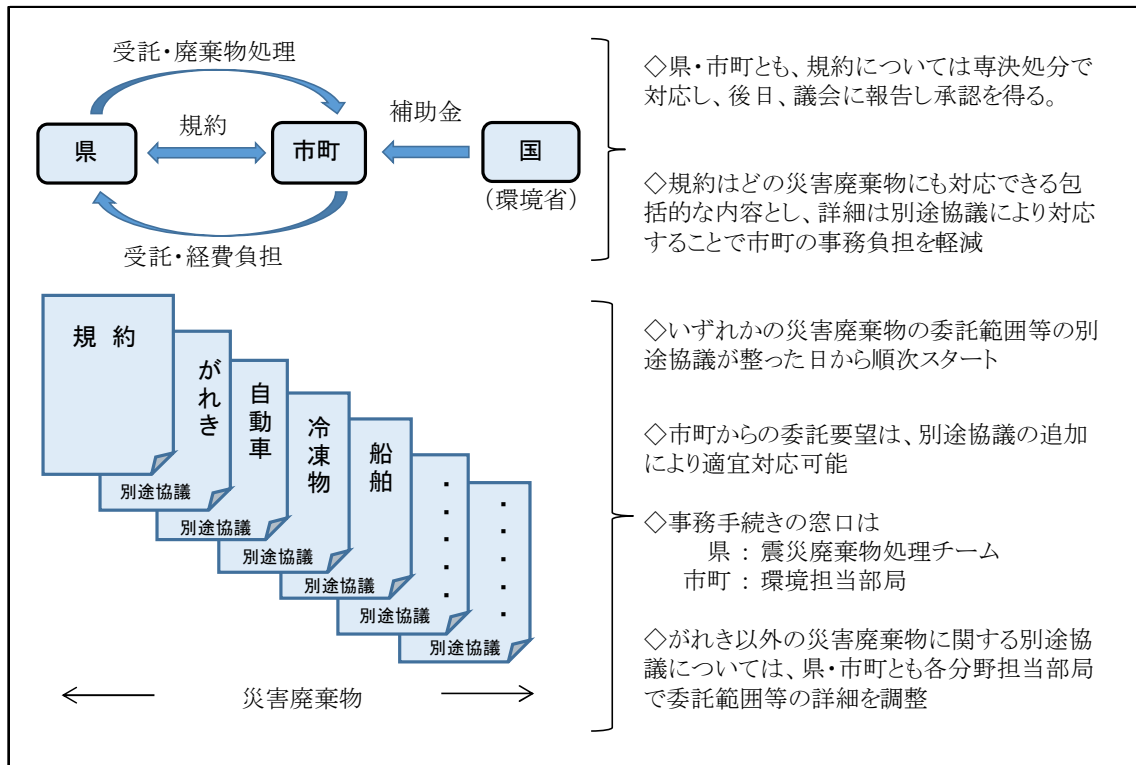 受託・廃棄物処理
県
規約
市町
補助金
国
（環境省）
受託・経費負担
◇県・市町とも、規約については専決処分で
対応し、後日、議会に報告し承認を得る。
◇規約はどの災害廃棄物にも対応できる包
括的な内容とし、詳細は別途協議により対応
することで市町の事務負担を軽減
規 約
がれき
別途協議
自動車
別途協議
冷凍物
別途協議
船舶
別途協議
・・・・・・
別途協議
・・・・・・
別途協議
災害廃棄物
◇いずれかの災害廃棄物の委託範囲等の別
途協議が整った日から順次スタート
◇市町からの委託要望は、別途協議の追加
により適宜対応可能
◇事務手続きの窓口は
県 ： 震災廃棄物処理チーム
市町 ： 環境担当部局
◇がれき以外の災害廃棄物に関する別途協
議については、県・市町とも各分野担当部局
で委託範囲等の詳細を調整